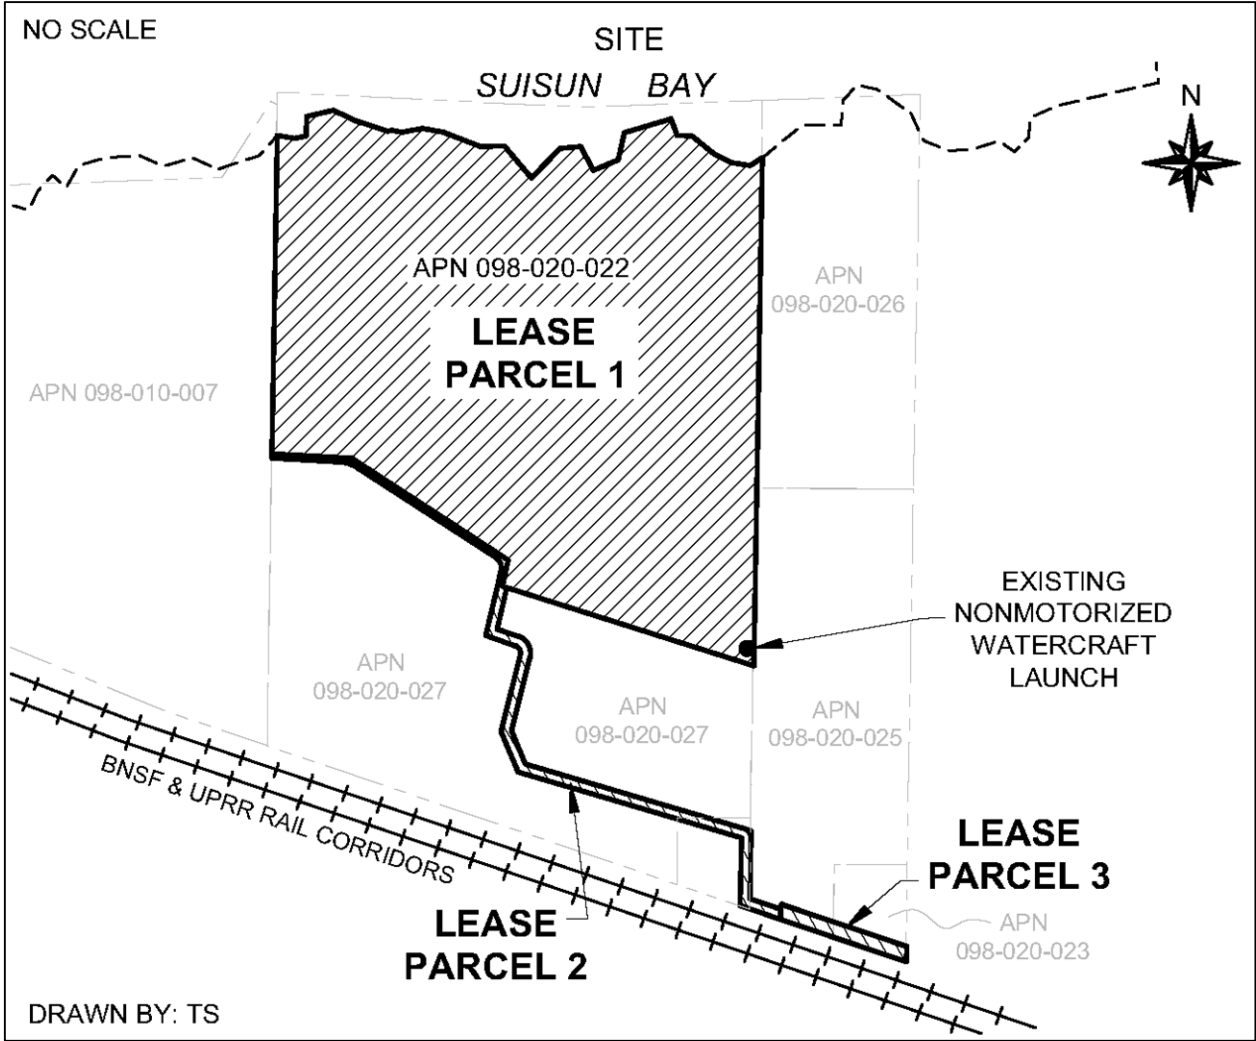 NO SCALE
SITE
SUISUN BAY
N
APN 098-020-022
LEASE
PARCEL 1
APN
098-020-026
APN 098-010-007
EXISTING
NONMOTORIZED
WATERCRAFT
LAUNCH
APN
098-020-027
APN
098-020-027
APN
098-020-025
BNSF & UPRR RAIL CORRIDORS
LEASE
PARCEL 3
LEASE
PARCEL 2
APN
098-020-023
DRAWN BY: TS